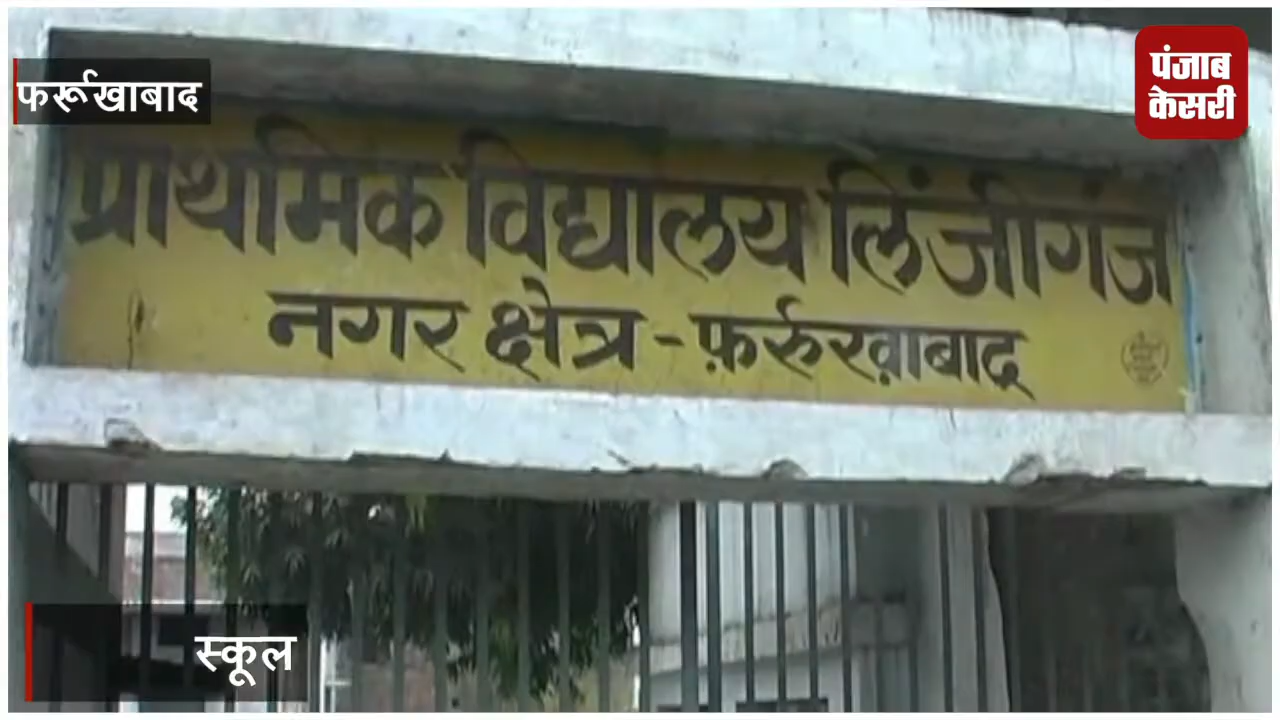 फर्रूखाबाद
पंजाब
केसरी
प्राथमिक विद्यालय लिंजीगंज
नगर क्षेत्र - फ़र्रुख़ाबाद
स्कूल